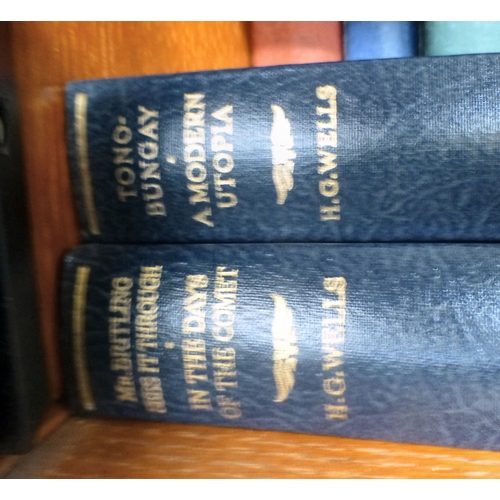 TONO-
BUNGAY
A MODERN
UTOPIA
H.G.WELLS
MR. BRITLING
SEES IT THROUGH
IN THE DAYS
OF THE COMET
H.G.WELLS